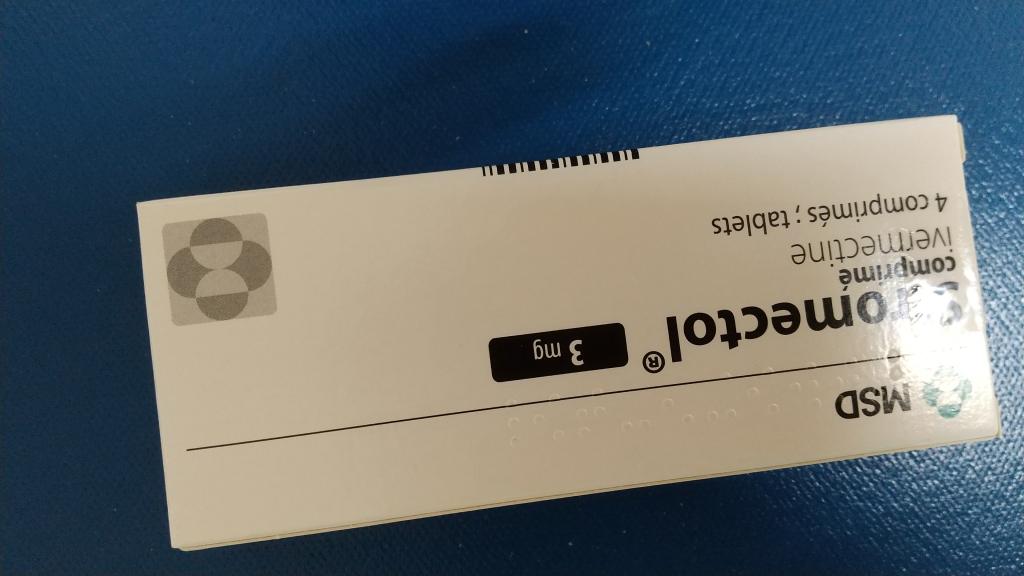 MSD
stromectol® 3 mg
comprimé
ivermectine
4 comprimés ; tablets